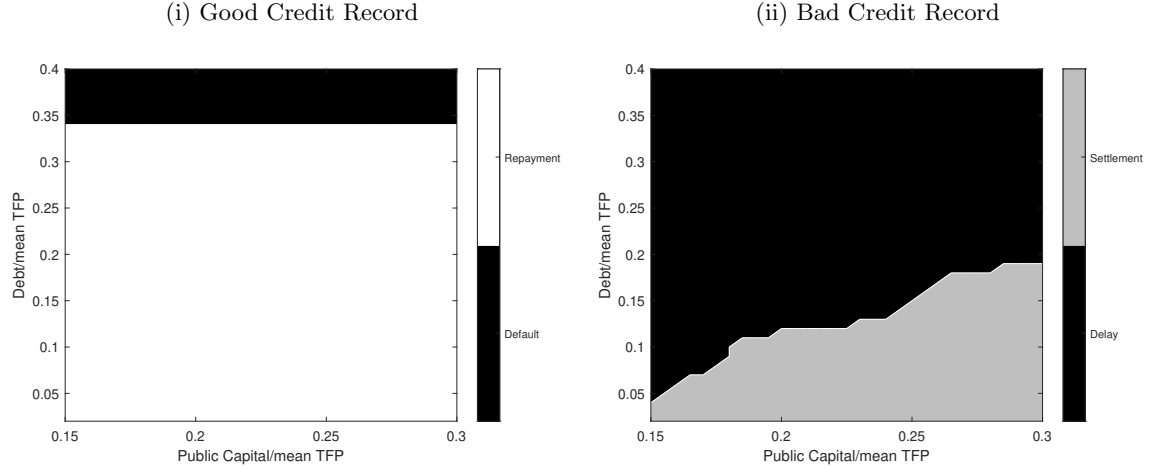 (i) Good Credit Record
0.4
0.35
0.3
0.25
0.2
0.15
0.1
0.05
Debt/mean TFP
0.15
0.2
0.25
0.3
Public Capital/mean TFP
Repayment
Default
(ii) Bad Credit Record
0.4
0.35
0.3
0.25
0.2
0.15
0.1
0.05
Debt/mean TFP
0.15
0.2
0.25
0.3
Public Capital/mean TFP
Settlement
Delay